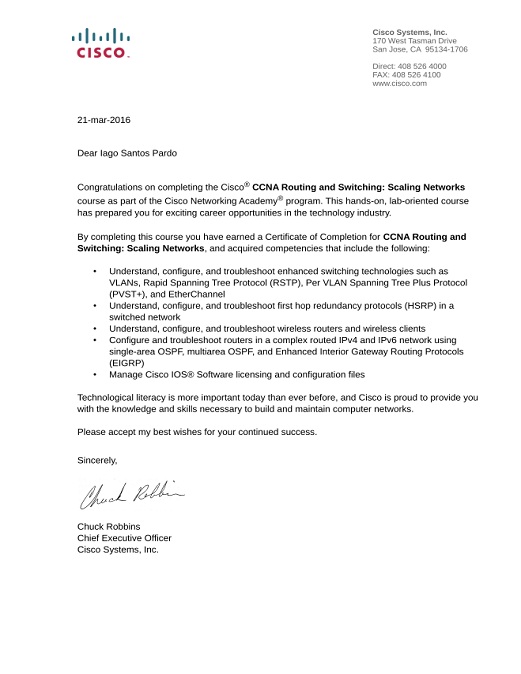 CISCO
Cisco Systems, Inc.
170 West Tasman Drive
San Jose, CA 95134-1706
Direct: 408 526 4000
FAX: 408 526 4100
www.cisco.com
21-mar-2016
Dear Iago Santos Pardo
Congratulations on completing the Cisco® CCNA Routing and Switching: Scaling Networks
course as part of the Cisco Networking Academy® program. This hands-on, lab-oriented course
has prepared you for exciting career opportunities in the technology industry.
By completing this course you have earned a Certificate of Completion for CCNA Routing and
Switching: Scaling Networks, and acquired competencies that include the following:
• Understand, configure, and troubleshoot enhanced switching technologies such as
VLANs, Rapid Spanning Tree Protocol (RSTP), Per VLAN Spanning Tree Plus Protocol
(PVST+), and EtherChannel
• Understand, configure, and troubleshoot first hop redundancy protocols (HSRP) in a
switched network
• Understand, configure, and troubleshoot wireless routers and wireless clients
• Configure and troubleshoot routers in a complex routed IPv4 and IPv6 network using
single-area OSPF, multiarea OSPF, and Enhanced Interior Gateway Routing Protocols
(EIGRP)
• Manage Cisco IOS® Software licensing and configuration files
Technological literacy is more important today than ever before, and Cisco is proud to provide you
with the knowledge and skills necessary to build and maintain computer networks.
Please accept my best wishes for your continued success.
Sincerely,
Chuck Robbins
Chuck Robbins
Chief Executive Officer
Cisco Systems, Inc.